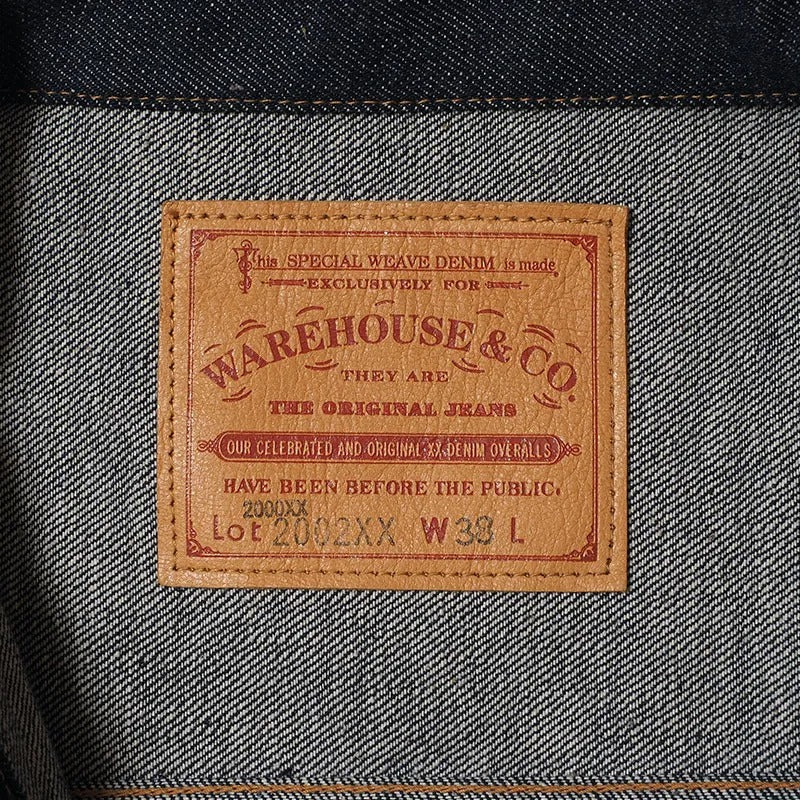 This SPECIAL WEAVE DENIM is made
EXCLUSIVELY FOR
WAREHOUSE & CO.
THEY ARE
THE ORIGINAL JEANS
OUR CELEBRATED AND ORIGINAL·XX·DENIM OVERALLS
HAVE BEEN BEFORE THE PUBLIC.
2000XX
Lot 2002XX W 38 L